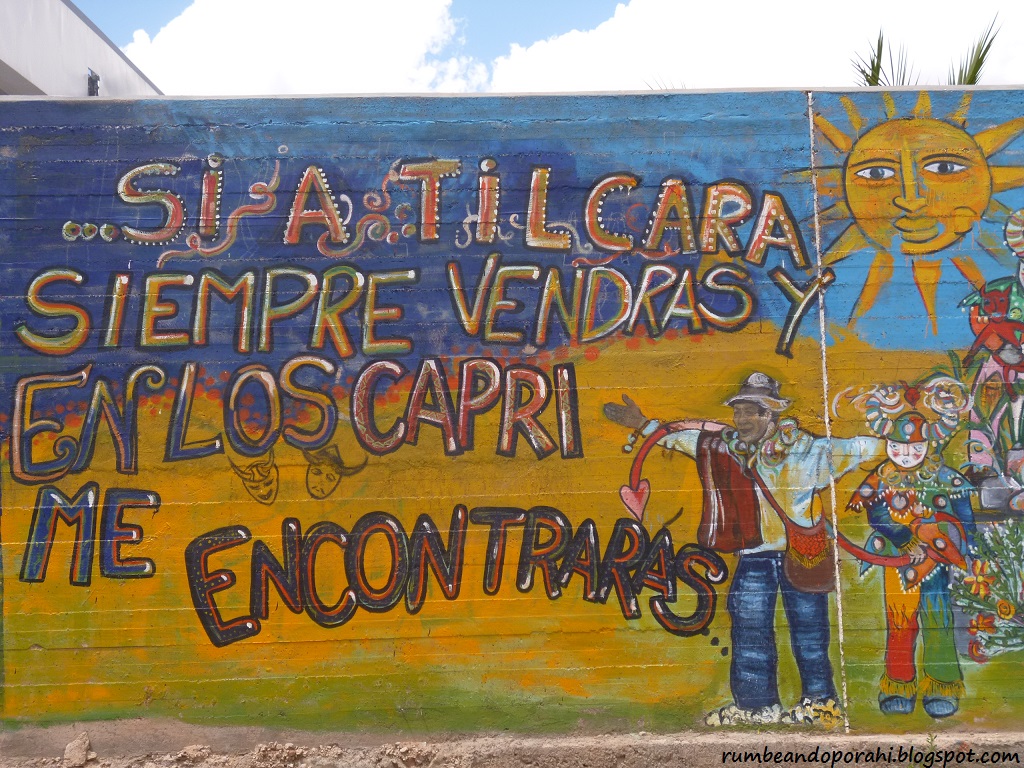 ...Si A TiLCARA
SIEMPRE VENDRAS Y
EN LOS CAPRI
ME ENCONTRARAS
rumbeandoporahi.blogspot.com